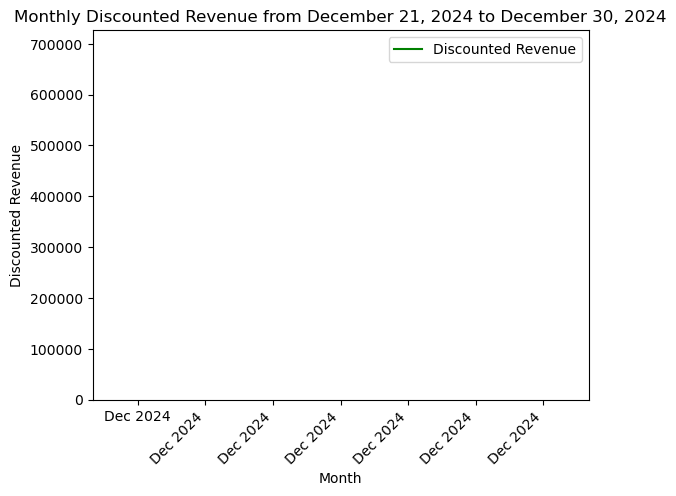 Monthly Discounted Revenue from December 21, 2024 to December 30, 2024
Discounted Revenue
700000
600000
500000
400000
300000
200000
100000
0
Discounted Revenue
Dec 2024
Dec 2024
Dec 2024
Dec 2024
Dec 2024
Dec 2024
Dec 2024
Month